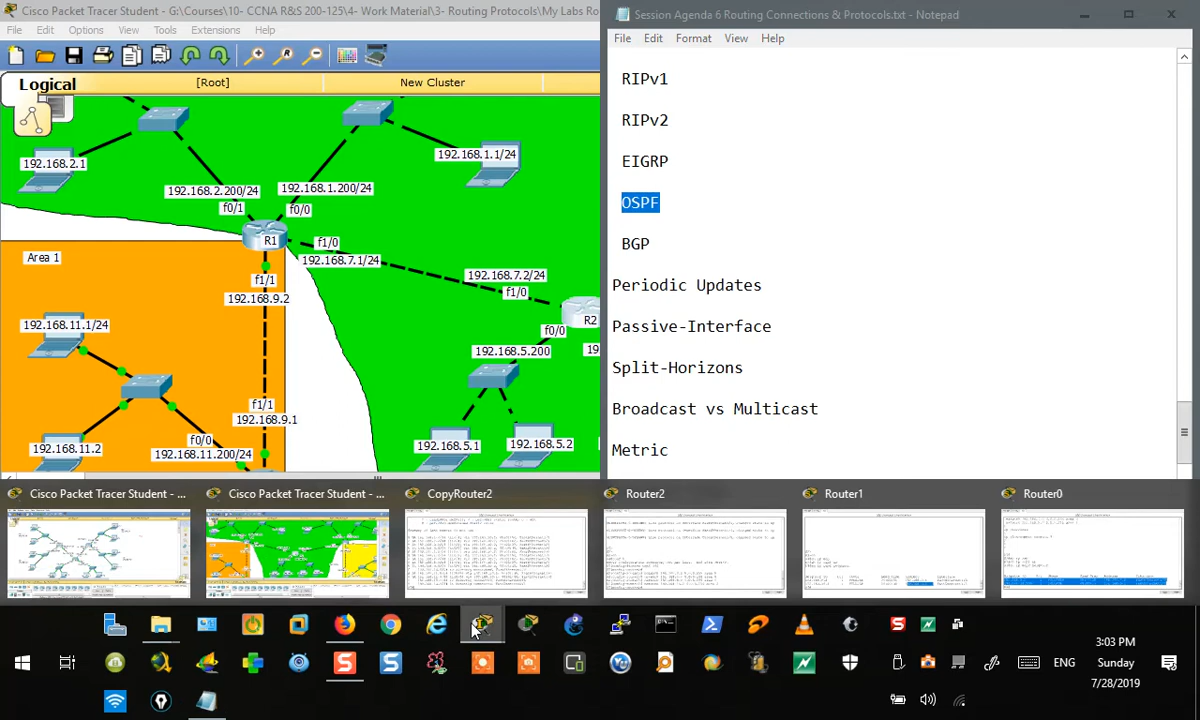 Cisco Packet Tracer Student - G:\Courses\10- CCNA R&S 200-125\4- Work Material\3- Routing Protocols\My Labs Ro
File Edit Options View Tools Extensions Help
Logical
[Root]
New Cluster
192.168.2.1
192.168.1.1/24
192.168.2.200/24
192.168.1.200/24
f0/1
f0/0
R1
f1/0
192.168.7.1/24
192.168.7.2/24
f1/0
R2
f0/0
192.168.5.200
192.168.5.1
192.168.5.2
Area 1
f1/1
192.168.9.2
192.168.11.1/24
f1/1
192.168.9.1
f0/0
192.168.11.200/24
192.168.11.2
Session Agenda 6 Routing Connections & Protocols.txt - Notepad
File Edit Format View Help
RIPv1
RIPv2
EIGRP
OSPF
BGP
Periodic Updates
Passive-Interface
Split-Horizons
Broadcast vs Multicast
Metric
Cisco Packet Tracer Student - ...
Cisco Packet Tracer Student - ...
CopyRouter2
Router2
Router1
Router0
ENG
3:03 PM
Sunday
7/28/2019